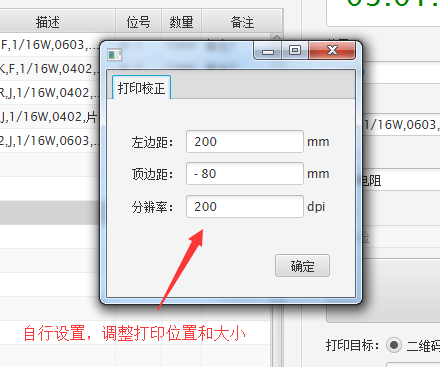 描述 位号 数量 备注
F,1/16W,0603,...
K,F,1/16W,0402,...
R,J,1/16W,0402,...
J,1/16W,0402,片
2,J,1/16W,0603,...
打印校正
左边距: 200 mm
顶边距: - 80 mm
分辨率: 200 dpi
确定
1/16W,0603,
电阻
自行设置，调整打印位置和大小
打印目标: 二维码